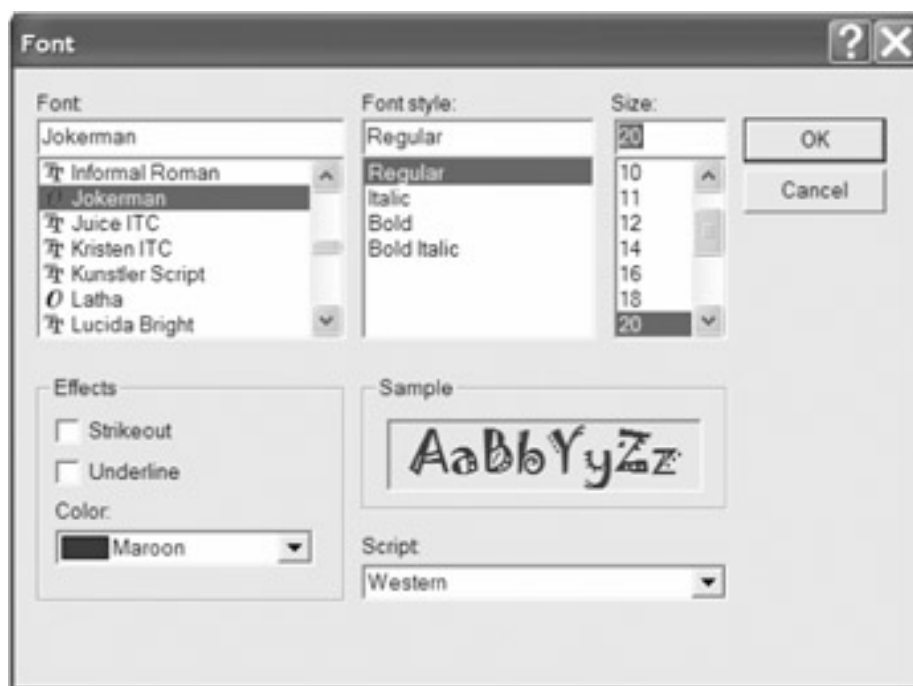 Font
Font:
Jokerman
Informal Roman
Jokerman
Juice ITC
Kristen ITC
Kunstler Script
Latha
Lucida Bright
Font style:
Regular
Regular
Italic
Bold
Bold Italic
Size:
20
10
11
12
14
16
18
20
OK
Cancel
Effects
Strikeout
Underline
Color:
Maroon
Sample
AaBbYyZz
Script:
Western